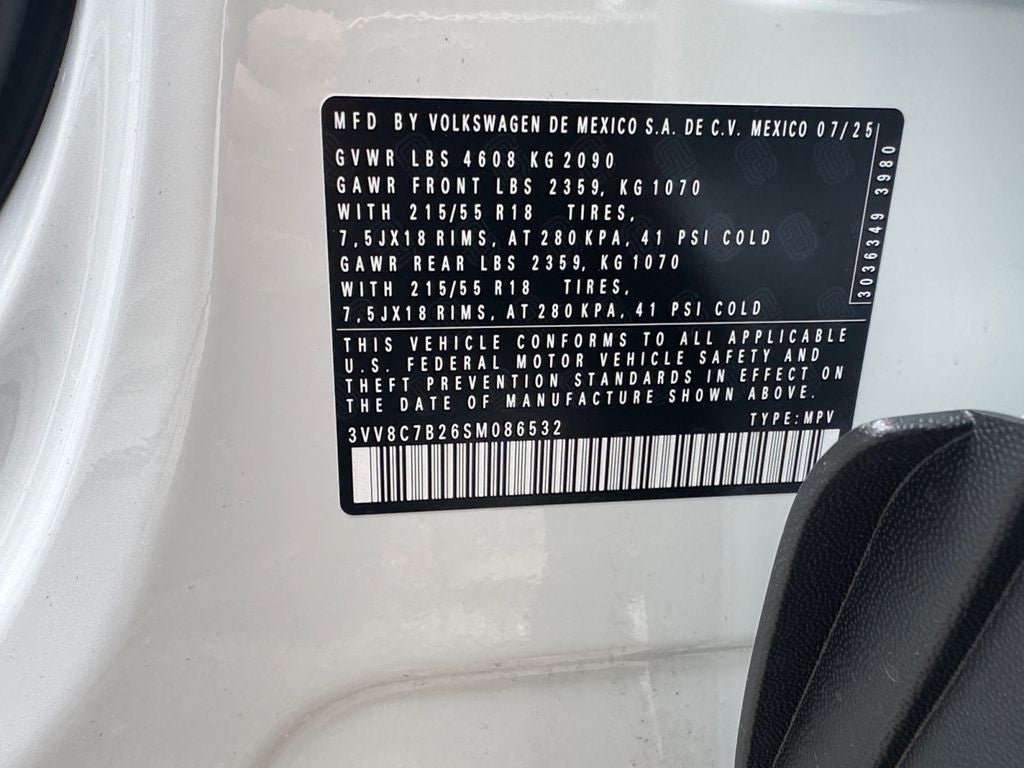 MFD BY VOLKSWAGEN DE MEXICO S.A. DE C.V. MEXICO 07/25
GVWR LBS 4608 KG 2090
GAWR FRONT LBS 2359, KG 1070
WITH 215/55 R18 TIRES,
7,5JX18 RIMS, AT 280 KPA, 41 PSI COLD
GAWR REAR LBS 2359, KG 1070
WITH 215/55 R18 TIRES,
7,5JX18 RIMS, AT 280 KPA, 41 PSI COLD
3036349 3980
THIS VEHICLE CONFORMS TO ALL APPLICABLE
U.S. FEDERAL MOTOR VEHICLE SAFETY AND
THEFT PREVENTION STANDARDS IN EFFECT ON
THE DATE OF MANUFACTURE SHOWN ABOVE.
3VV8C7B26SM086532 TYPE: MPV